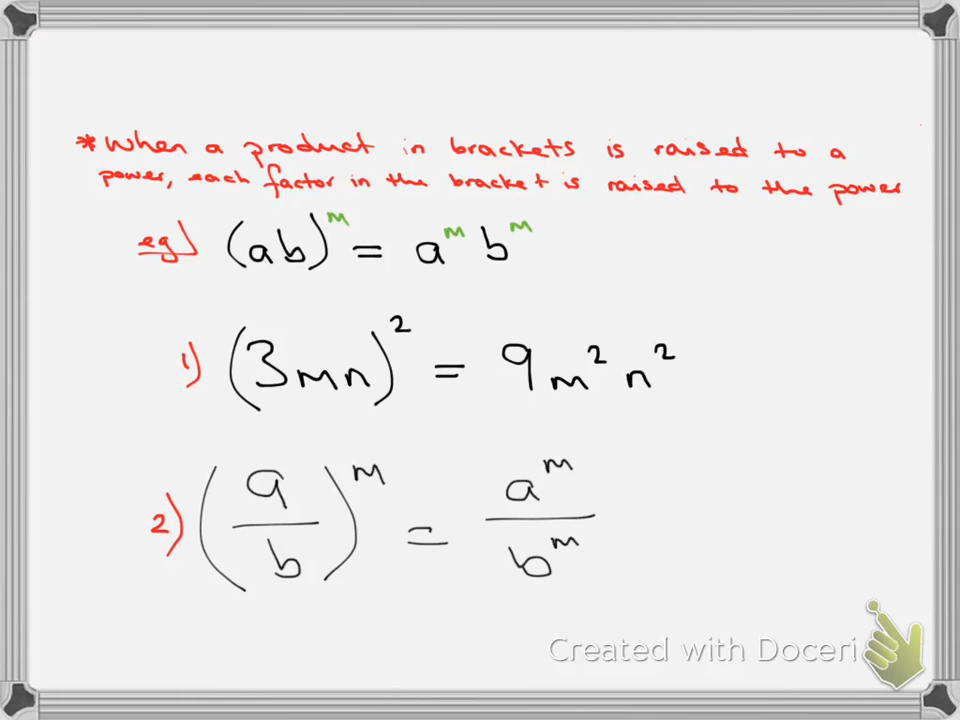 *When a product in brackets is raised to a
power, each factor in the bracket is raised to the power
eg) (ab)^m = a^m b^m
1) (3mn)^2 = 9m^2 n^2
2) (a/b)^m = a^m/b^m
Created with Doceri